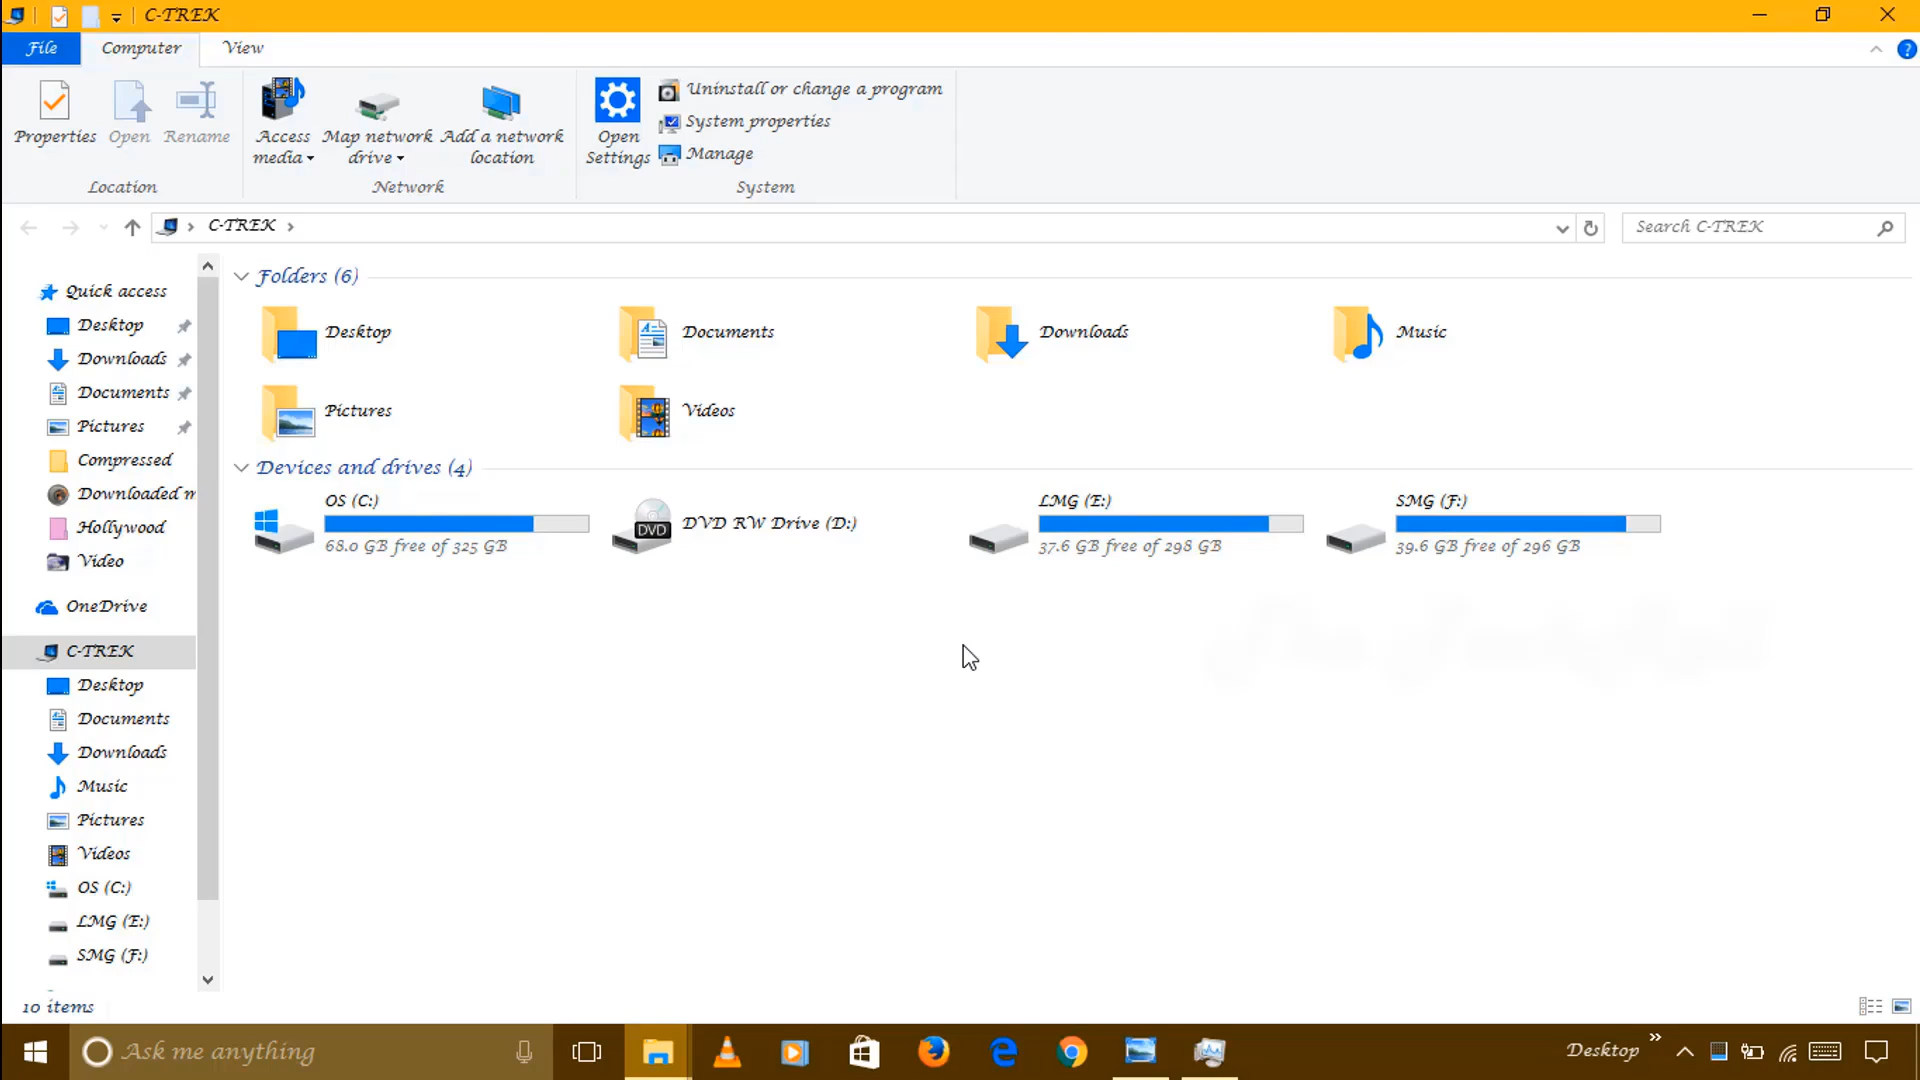 C-TREK
File Computer View
Properties Open Rename Access media Map network drive Add a network location Open Settings Uninstall or change a program
System properties
Manage
Location Network System
C-TREK Search C-TREK
Quick access
Desktop
Downloads
Documents
Pictures
Compressed
Downloaded m
Hollywood
Video
OneDrive
C-TREK
Desktop
Documents
Downloads
Music
Pictures
Videos
OS (C:)
LMG (E:)
SMG (F:)
Folders (6)
Desktop Documents Downloads Music
Pictures Videos
Devices and drives (4)
OS (C:)
68.0 GB free of 325 GB
DVD
DVD RW Drive (D:)
LMG (E:)
37.6 GB free of 298 GB
SMG (F:)
39.6 GB free of 296 GB
10 items
Ask me anything Desktop